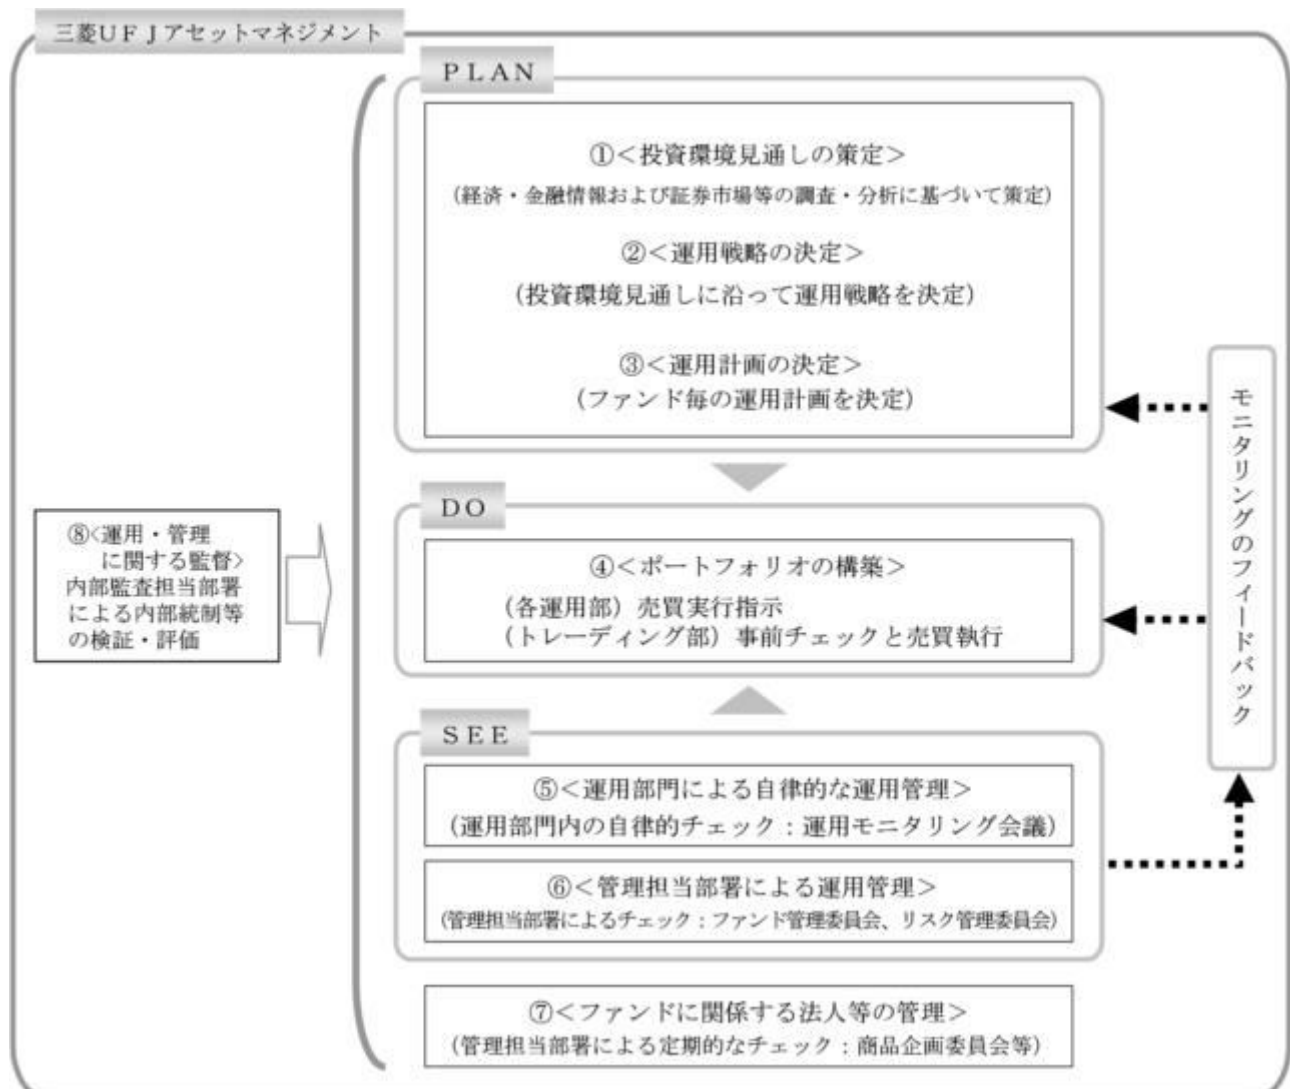 三菱ＵＦＪアセットマネジメント
ＰＬＡＮ
①＜投資環境見通しの策定＞
（経済・金融情報および証券市場等の調査・分析に基づいて策定）
②＜運用戦略の決定＞
（投資環境見通しに沿って運用戦略を決定）
③＜運用計画の決定＞
（ファンド毎の運用計画を決定）
ＤＯ
④＜ポートフォリオの構築＞
（各運用部）売買実行指示
（トレーディング部）事前チェックと売買執行
ＳＥＥ
⑤＜運用部門による自律的な運用管理＞
（運用部門内の自律的チェック：運用モニタリング会議）
⑥＜管理担当部署による運用管理＞
（管理担当部署によるチェック：ファンド管理委員会、リスク管理委員会）
⑦＜ファンドに関係する法人等の管理＞
（管理担当部署による定期的なチェック：商品企画委員会等）
⑧＜運用・管理
に関する監督＞
内部監査担当部署
による内部統制等
の検証・評価
モニタリングのフィードバック